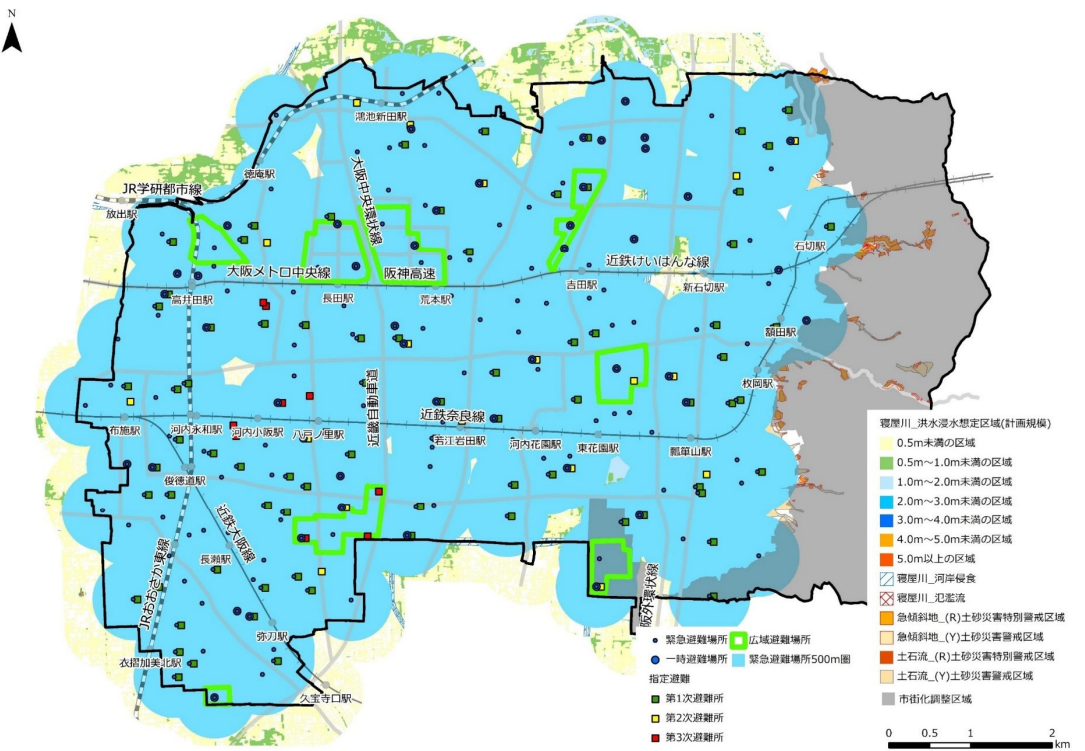 N
鴻池新田駅
徳庵駅
大阪中央環状線
JR学研都市線
放出駅
石切駅
近鉄けいはんな線
大阪メトロ中央線
阪神高速
高井田駅
長田駅
荒本駅
吉田駅
新石切駅
額田駅
枚岡駅
近畿自動車道
近鉄奈良線
布施駅
河内永和駅
河内小阪駅
八戸ノ里駅
若江岩田駅
河内花園駅
東花園駅
瓢箪山駅
俊徳道駅
近鉄大阪線
長瀬駅
JRおおさか東線
弥刀駅
衣摺加美北駅
久宝寺口駅
阪外環状線
寝屋川_洪水浸水想定区域(計画規模)
0.5m未満の区域
0.5m～1.0m未満の区域
1.0m～2.0m未満の区域
2.0m～3.0m未満の区域
3.0m～4.0m未満の区域
4.0m～5.0m未満の区域
5.0m以上の区域
寝屋川_河岸侵食
寝屋川_氾濫流
急傾斜地_(R)土砂災害特別警戒区域
急傾斜地_(Y)土砂災害警戒区域
土石流_(R)土砂災害特別警戒区域
土石流_(Y)土砂災害警戒区域
市街化調整区域
緊急避難場所
広域避難場所
一時避難場所
緊急避難場所500m圏
指定避難
第1次避難所
第2次避難所
第3次避難所
0 0.5 1 2
km